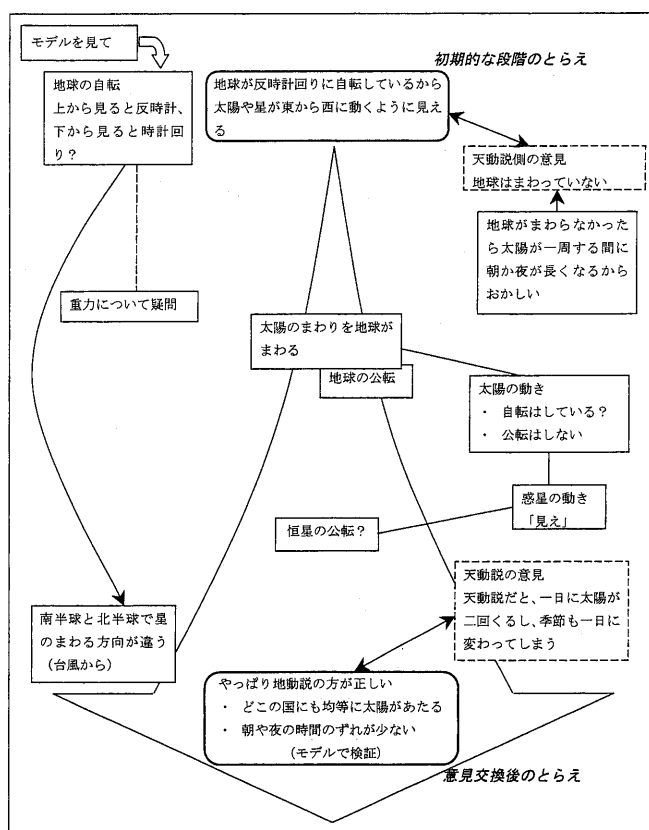 モデルを見て
初期的な段階のとらえ
地球の自転
上から見ると反時計、
下から見ると時計回
り？
地球が反時計回りに自転しているから
太陽や星が東から西に動くように見え
る
天動説側の意見
地球はまわっていない
地球がまわらなかった
ら太陽が一周する間に
朝か夜が長くなるから
おかしい
重力について疑問
太陽のまわりを地球が
まわる
地球の公転
太陽の動き
・ 自転はしている？
・ 公転はしない
惑星の動き
「見え」
恒星の公転？
天動説の意見
天動説だと、一日に太陽が
二回くるし、季節も一日に
変わってしまう
南半球と北半球で星
のまわる方向が違う
（台風から）
やっぱり地動説の方が正しい
・ どこの国にも均等に太陽があたる
・ 朝や夜の時間のずれが少ない
（モデルで検証）
意見交換後のとらえ